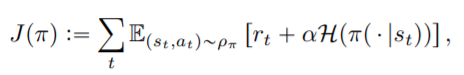 J(π) := ∑_t 𝔼_{(s_t,a_t)∼ρ_π} [r_t + αℋ(π(· |s_t))] ,